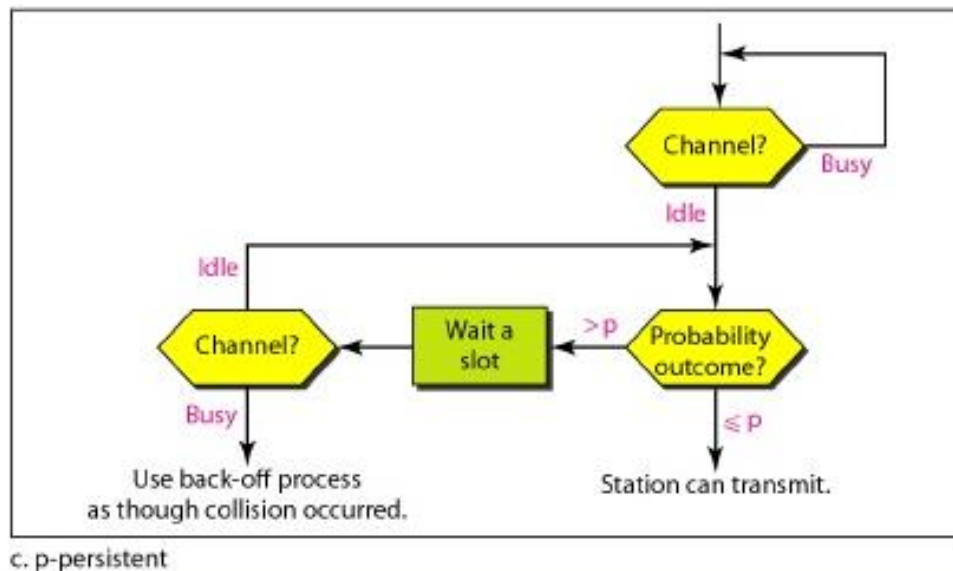 Channel?
Busy
Idle
Idle
Channel?
Wait a
slot
>p
Probability
outcome?
Busy
⩽ p
Use back-off process
as though collision occurred.
Station can transmit.
c. p-persistent